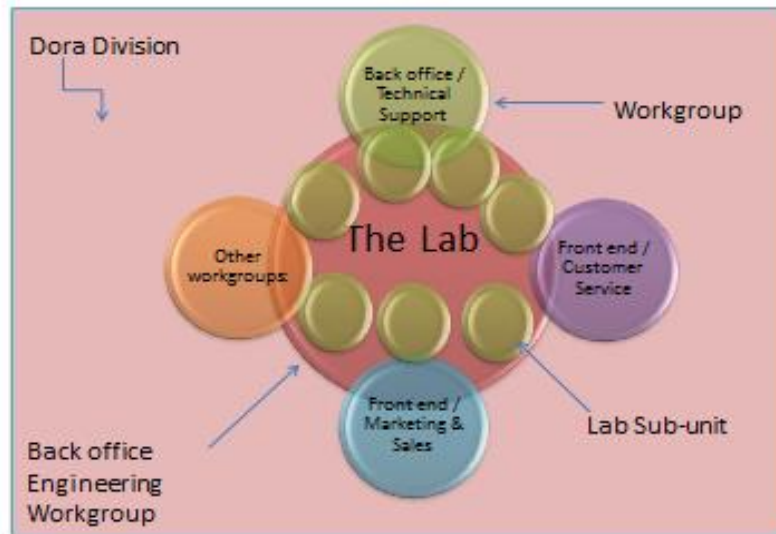 Dora Division
Back office /
Technical
Support
Workgroup
The Lab
Other
workgroups:
Front end /
Customer
Service
Front end /
Marketing &
Sales
Lab Sub-unit
Back office
Engineering
Workgroup